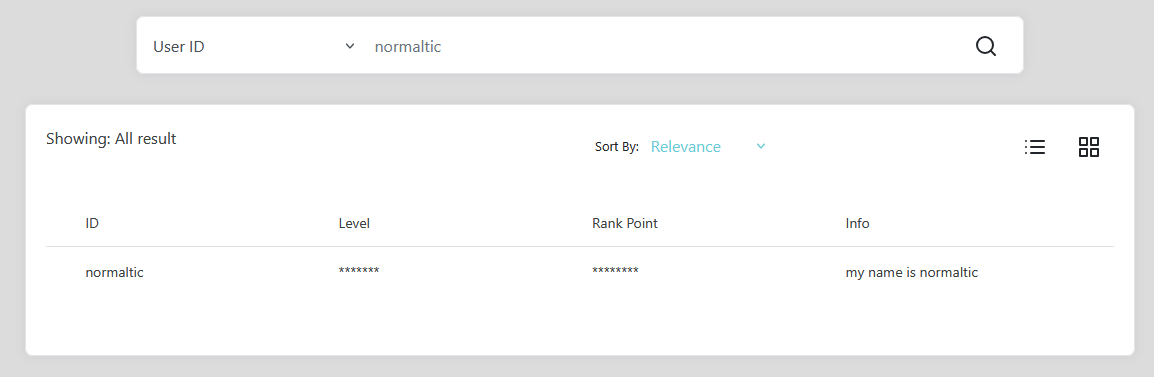 User ID normaltic
Showing: All result
Sort By: Relevance
ID Level Rank Point Info
normaltic ******* ******** my name is normaltic